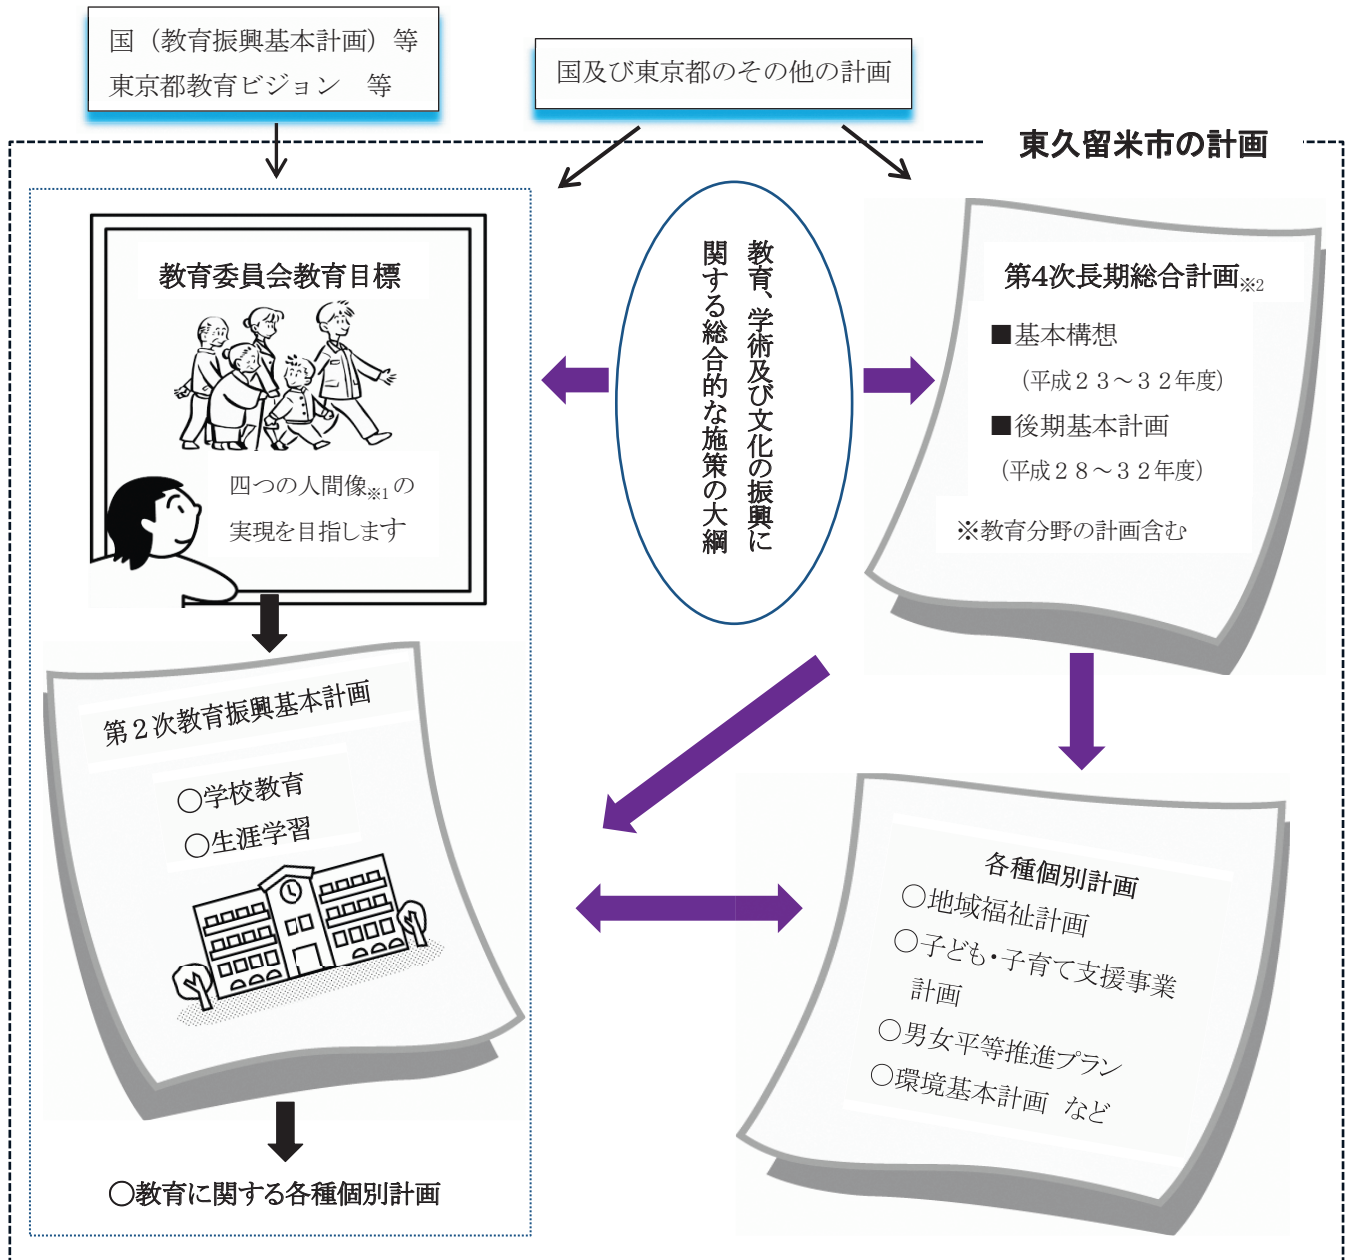 国（教育振興基本計画）等
東京都教育ビジョン　等
国及び東京都のその他の計画
東久留米市の計画
教育委員会教育目標
四つの人間像※1の
実現を目指します
教育、学術及び文化の振興に
関する総合的な施策の大綱
第4次長期総合計画※2
■基本構想
（平成２３～３２年度）
■後期基本計画
（平成２８～３２年度）
※教育分野の計画含む
第２次教育振興基本計画
○学校教育
○生涯学習
○教育に関する各種個別計画
各種個別計画
○地域福祉計画
○子ども・子育て支援事業
計画
○男女平等推進プラン
○環境基本計画　など